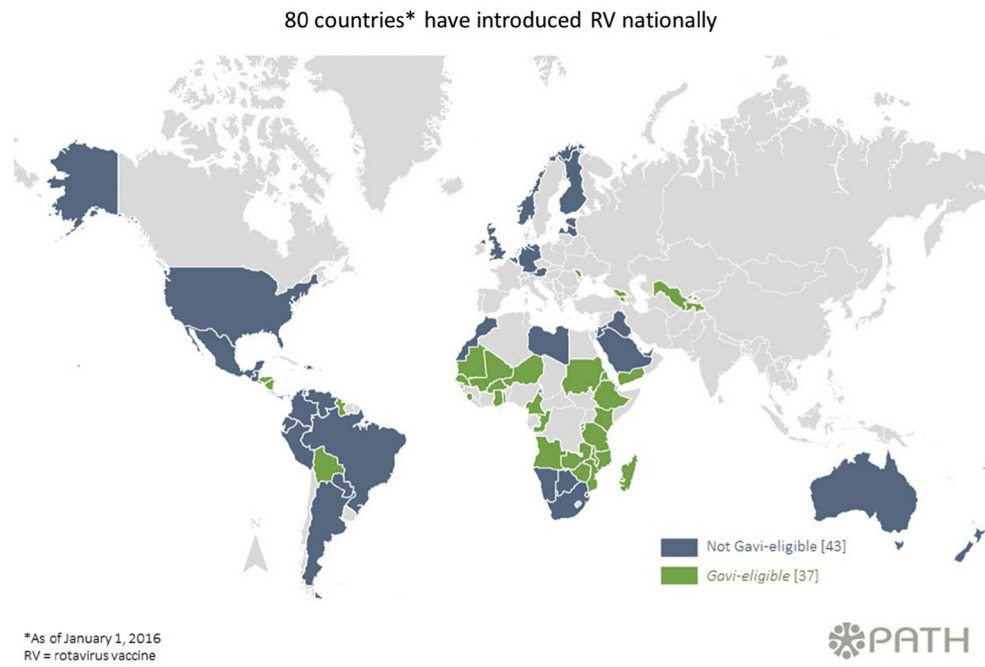 80 countries* have introduced RV nationally
N
Not Gavi-eligible [43]
Gavi-eligible [37]
*As of January 1, 2016
RV = rotavirus vaccine
PATH